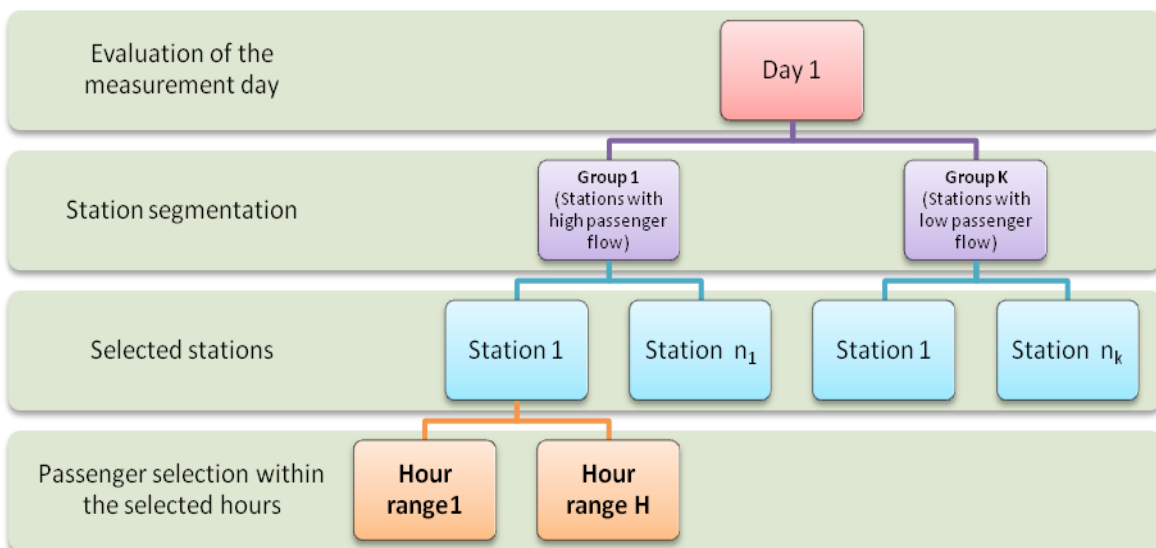 Evaluation of the
measurement day
Day 1
Station segmentation
Group 1
(Stations with
high passenger
flow)
Group K
(Stations with
low passenger
flow)
Selected stations
Station 1
Station n₁
Station 1
Station nₖ
Passenger selection within
the selected hours
Hour
range1
Hour
range H